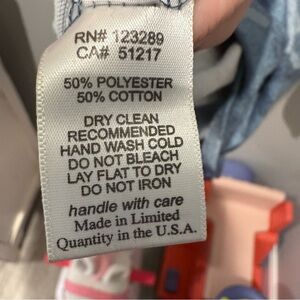 RN# 123289
CA# 51217
50% POLYESTER
50% COTTON
DRY CLEAN
RECOMMENDED
HAND WASH COLD
DO NOT BLEACH
LAY FLAT TO DRY
DO NOT IRON
handle with care
Made in Limited
Quantity in the U.S.A.